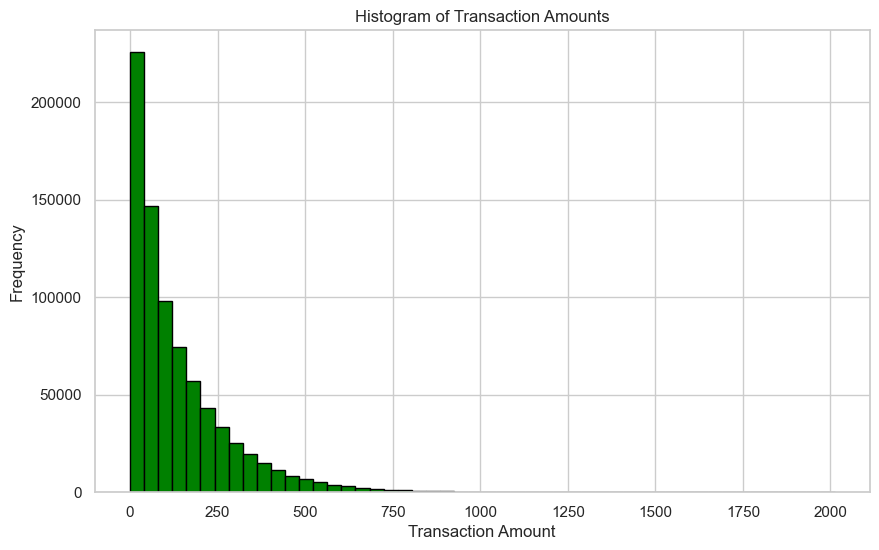 Histogram of Transaction Amounts
200000
150000
100000
50000
0
Frequency
0 250 500 750 1000 1250 1500 1750 2000
Transaction Amount